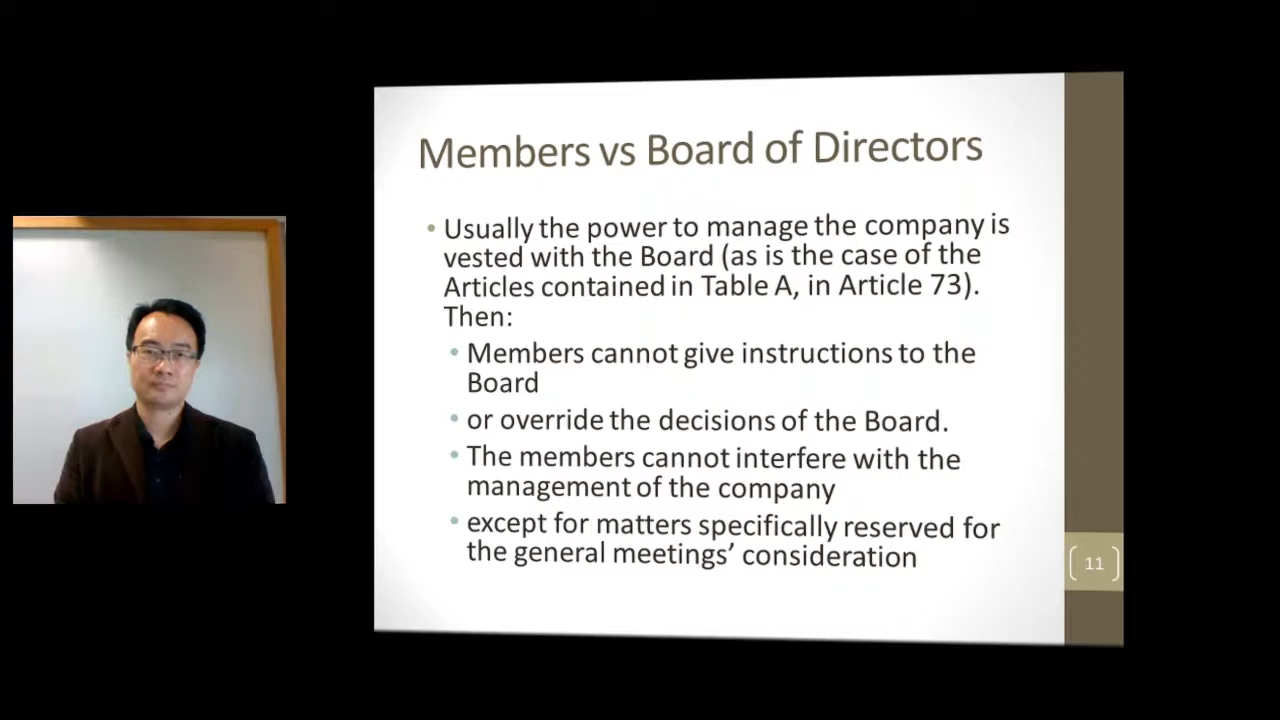 Members vs Board of Directors
• Usually the power to manage the company is
vested with the Board (as is the case of the
Articles contained in Table A, in Article 73).
Then:
• Members cannot give instructions to the
Board
• or override the decisions of the Board.
• The members cannot interfere with the
management of the company
• except for matters specifically reserved for
the general meetings’ consideration
11